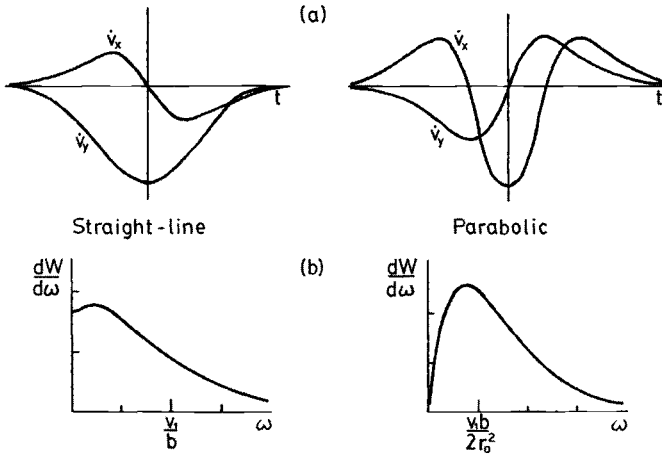 (a)
v̇ₓ
v̇ᵧ
t
Straight-line
v̇ₓ
v̇ᵧ
t
Parabolic
(b)
dW
dω
v₁
b
ω
dW
dω
v₁b
2r₀²
ω